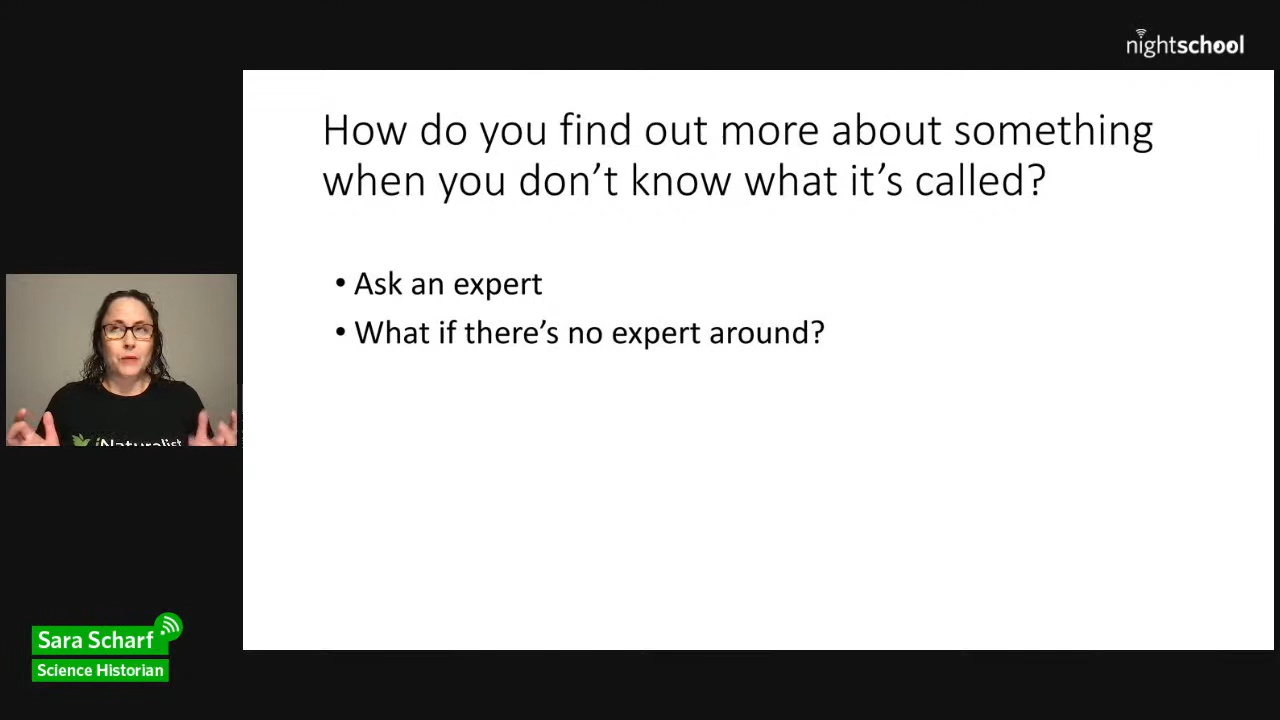 nightschool
How do you find out more about something
when you don't know what it's called?
• Ask an expert
• What if there's no expert around?
iNaturalist
Sara Scharf
Science Historian